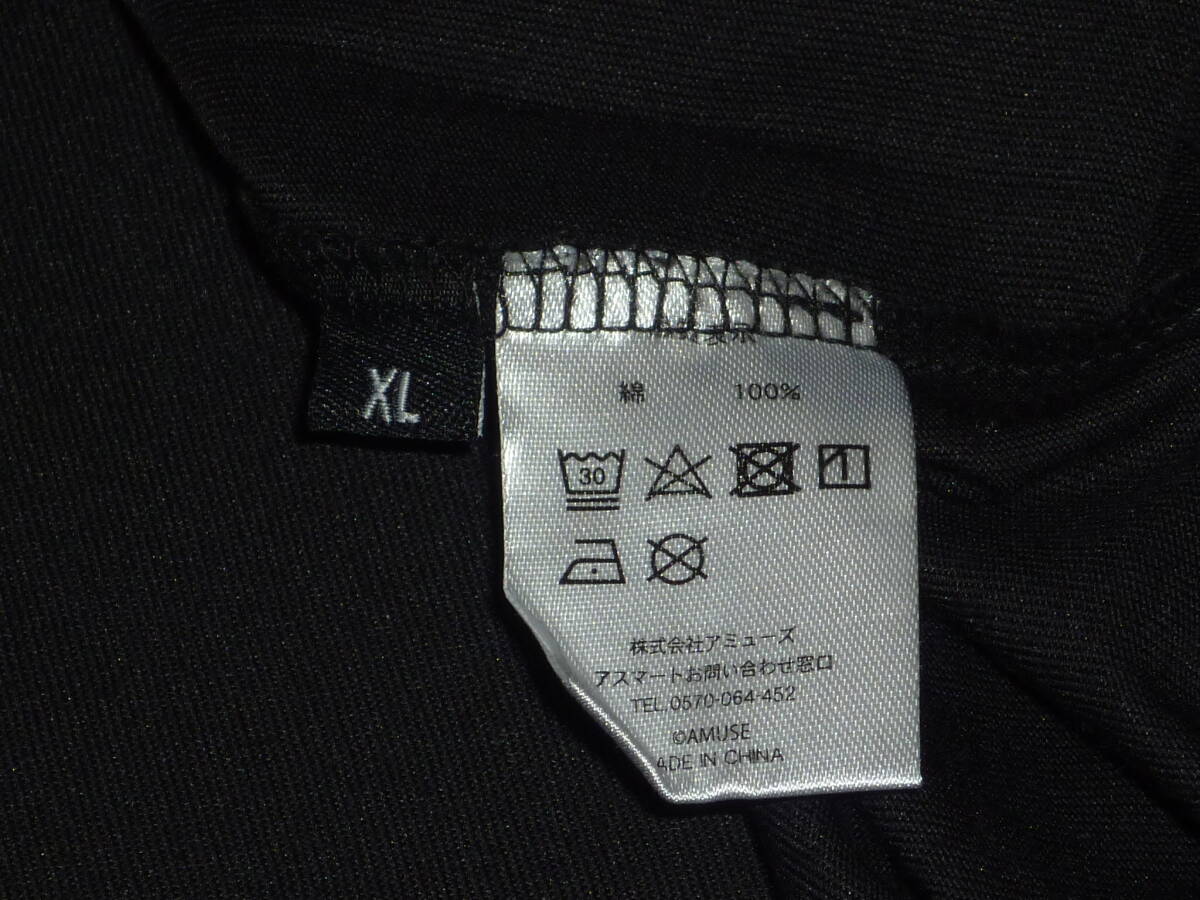 XL
綿 100%
30
1
株式会社アミューズ
アスマートお問い合わせ窓口
TEL.0570-064-452
©AMUSE
ADE IN CHINA